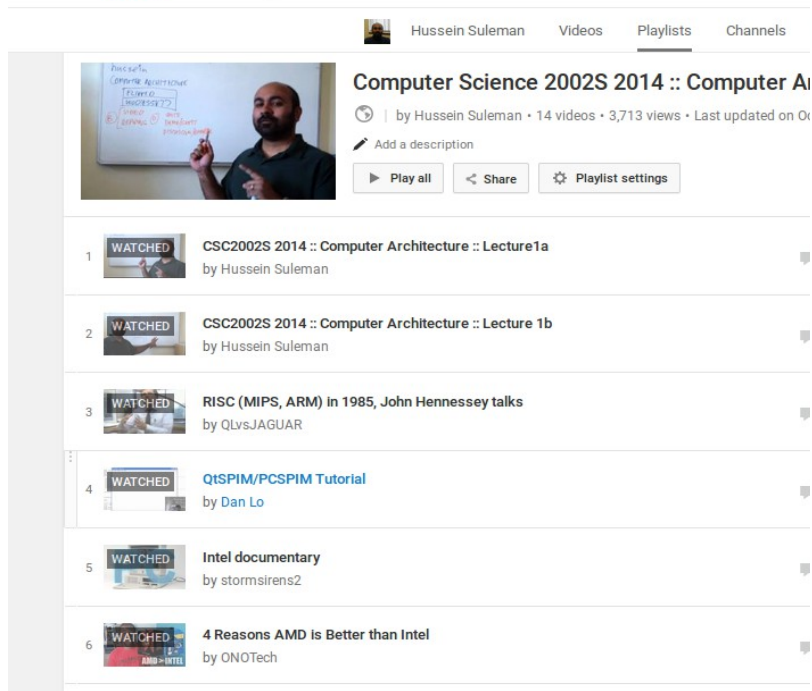 Hussein Suleman Videos Playlists Channels
Computer Science 2002S 2014 :: Computer A
by Hussein Suleman • 14 videos • 3,713 views • Last updated on Oc
Add a description
Play all Share Playlist settings
1 WATCHED CSC2002S 2014 :: Computer Architecture :: Lecture1a
by Hussein Suleman
2 WATCHED CSC2002S 2014 :: Computer Architecture :: Lecture 1b
by Hussein Suleman
3 WATCHED RISC (MIPS, ARM) in 1985, John Hennessey talks
by QLvsJAGUAR
4 WATCHED QtSPIM/PCSPIM Tutorial
by Dan Lo
5 WATCHED Intel documentary
by stormsirens2
6 WATCHED 4 Reasons AMD is Better than Intel
by ONOTech
AMD > INTEL